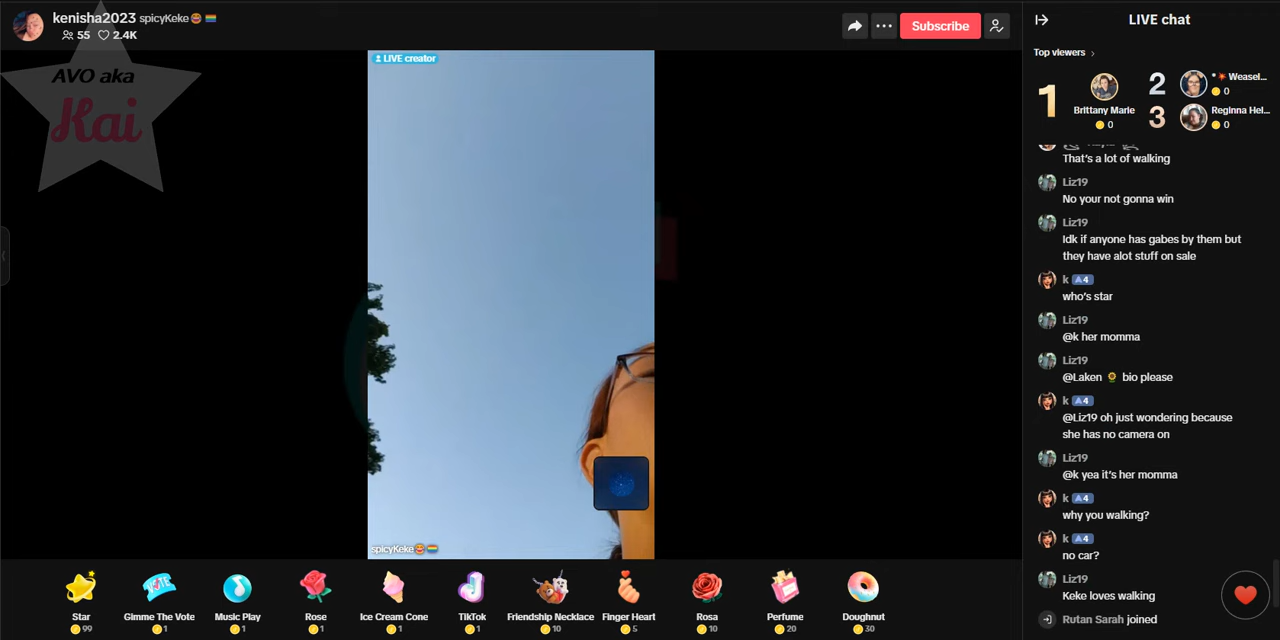 kenisha2023 spicyKeke
55 2.4K
Subscribe
LIVE chat
AVO aka
Kai
LIVE creator
spicyKeke
Top viewers
1
Brittany Marie
0
2
Weasel...
0
3
Reginna Hel...
0
That's a lot of walking
Liz19
No your not gonna win
Liz19
Idk if anyone has gabes by them but
they have alot stuff on sale
k 4
who's star
Liz19
@k her momma
Liz19
@Laken 🌻 bio please
k 4
@Liz19 oh just wondering because
she has no camera on
Liz19
@k yea it's her momma
k 4
why you walking?
k 4
no car?
Liz19
Keke loves walking
Rutan Sarah joined
Star
99
Gimme The Vote
1
Music Play
1
Rose
1
Ice Cream Cone
1
TikTok
1
Friendship Necklace
10
Finger Heart
5
Rosa
10
Perfume
20
Doughnut
30